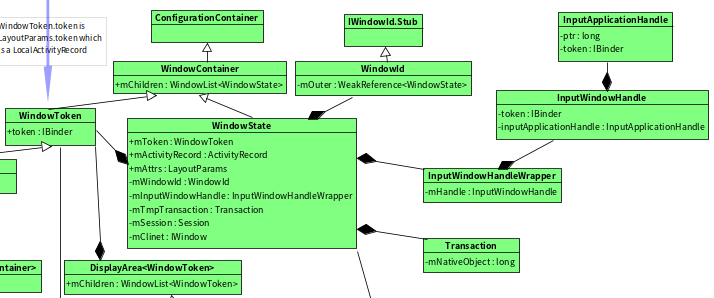 WindowToken.token is
LayoutParams.token which
is a LocalActivityRecord
ConfigurationContainer
IWindowId.Stub
InputApplicationHandle
-ptr: long
-token: IBinder
WindowContainer
+mChildren: WindowList<WindowState>
WindowId
-mOuter: WeakReference<WindowState>
InputWindowHandle
-token: IBinder
-inputApplicationHandle: InputApplicationHandle
WindowToken
+token: IBinder
WindowState
+mToken: WindowToken
+mActivityRecord: ActivityRecord
+mAttrs: LayoutParams
-mWindowId: WindowId
-mInputWindowHandle: InputWindowHandleWrapper
-mTmpTransaction: Transaction
-mSession: Session
-mClinet: IWindow
InputWindowHandleWrapper
-mHandle: InputWindowHandle
Transaction
-mNativeObject: long
ntainer>
DisplayArea<WindowToken>
+mChildren: WindowList<WindowToken>